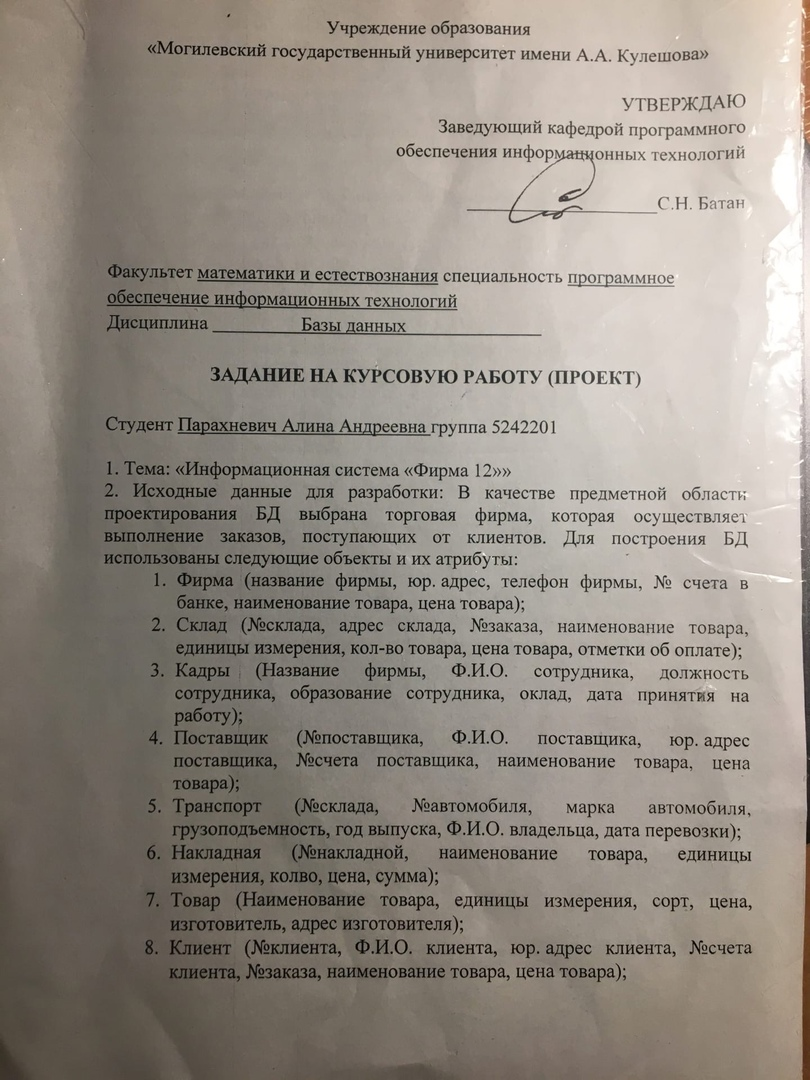 Учреждение образования
«Могилевский государственный университет имени А.А. Кулешова»
УТВЕРЖДАЮ
Заведующий кафедрой программного
обеспечения информационных технологий
С.Н. Батан
Факультет математики и естествознания специальность программное
обеспечение информационных технологий
Дисциплина Базы данных
ЗАДАНИЕ НА КУРСОВУЮ РАБОТУ (ПРОЕКТ)
Студент Парахневич Алина Андреевна группа 5242201
1. Тема: «Информационная система «Фирма 12»»
2. Исходные данные для разработки: В качестве предметной области
проектирования БД выбрана торговая фирма, которая осуществляет
выполнение заказов, поступающих от клиентов. Для построения БД
использованы следующие объекты и их атрибуты:
1. Фирма (название фирмы, юр. адрес, телефон фирмы, № счета в
банке, наименование товара, цена товара);
2. Склад (№склада, адрес склада, №заказа, наименование товара,
единицы измерения, кол-во товара, цена товара, отметки об оплате);
3. Кадры (Название фирмы, Ф.И.О. сотрудника, должность
сотрудника, образование сотрудника, оклад, дата принятия на
работу);
4. Поставщик (№поставщика, Ф.И.О. поставщика, юр. адрес
поставщика, №счета поставщика, наименование товара, цена
товара);
5. Транспорт (№склада, №автомобиля, марка автомобиля,
грузоподъемность, год выпуска, Ф.И.О. владельца, дата перевозки);
6. Накладная (№накладной, наименование товара, единицы
измерения, колво, цена, сумма);
7. Товар (Наименование товара, единицы измерения, сорт, цена,
изготовитель, адрес изготовителя);
8. Клиент (№клиента, Ф.И.О. клиента, юр. адрес клиента, №счета
клиента, №заказа, наименование товара, цена товара);